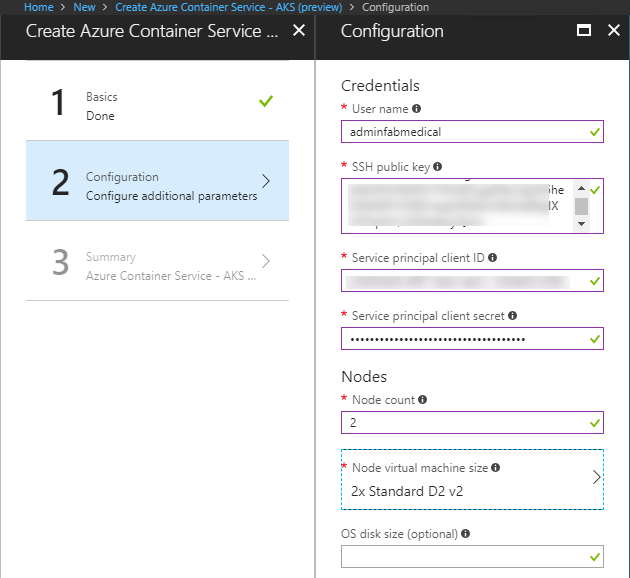 Home > New > Create Azure Container Service - AKS (preview) > Configuration
Create Azure Container Service ...
1
Basics
Done
2
Configuration
Configure additional parameters
3
Summary
Azure Container Service - AKS ...
Configuration
Credentials
* User name
adminfabmedical
* SSH public key
* Service principal client ID
* Service principal client secret
••••••••••••••••••••••••••••••••••••
Nodes
* Node count
2
* Node virtual machine size
2x Standard D2 v2
OS disk size (optional)